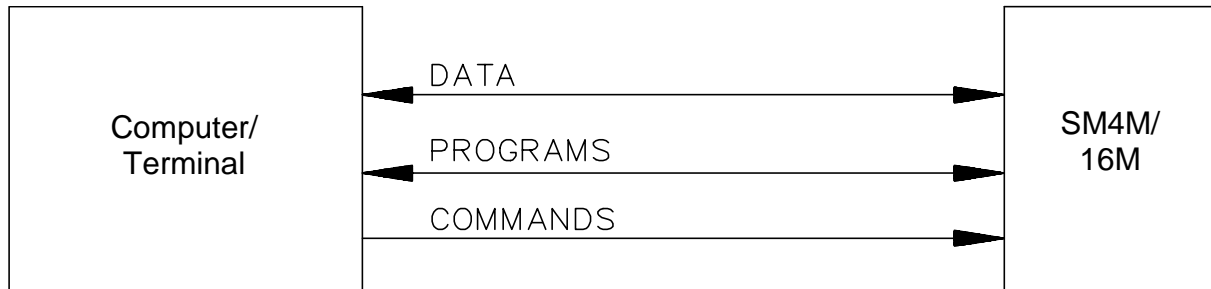 DATA
Computer/
Terminal
PROGRAMS
COMMANDS
SM4M/
16M